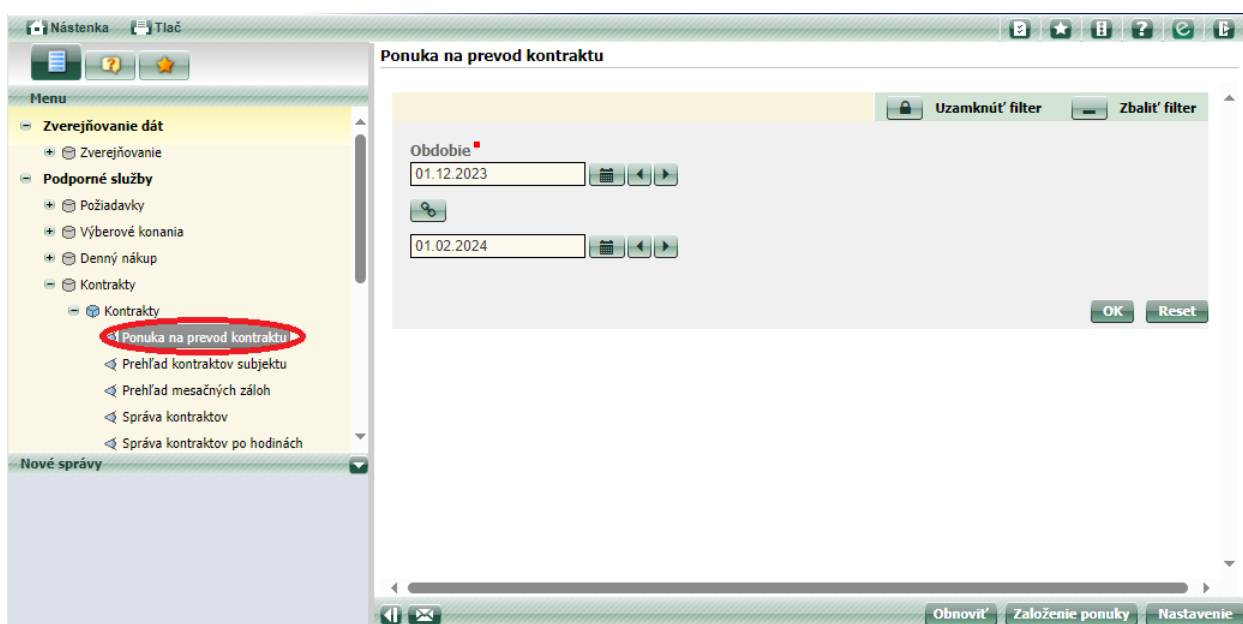 Nástenka Tlač
Ponuka na prevod kontraktu
Menu
Uzamknúť filter Zbaliť filter
Zverejňovanie dát
Zverejňovanie
Podporné služby
Požiadavky
Výberové konania
Denný nákup
Kontrakty
Kontrakty
Ponuka na prevod kontraktu
Prehľad kontraktov subjektu
Prehľad mesačných záloh
Správa kontraktov
Správa kontraktov po hodinách
Nové správy
Obdobie
01.12.2023
01.02.2024
OK Reset
Obnoviť Založenie ponuky Nastavenie